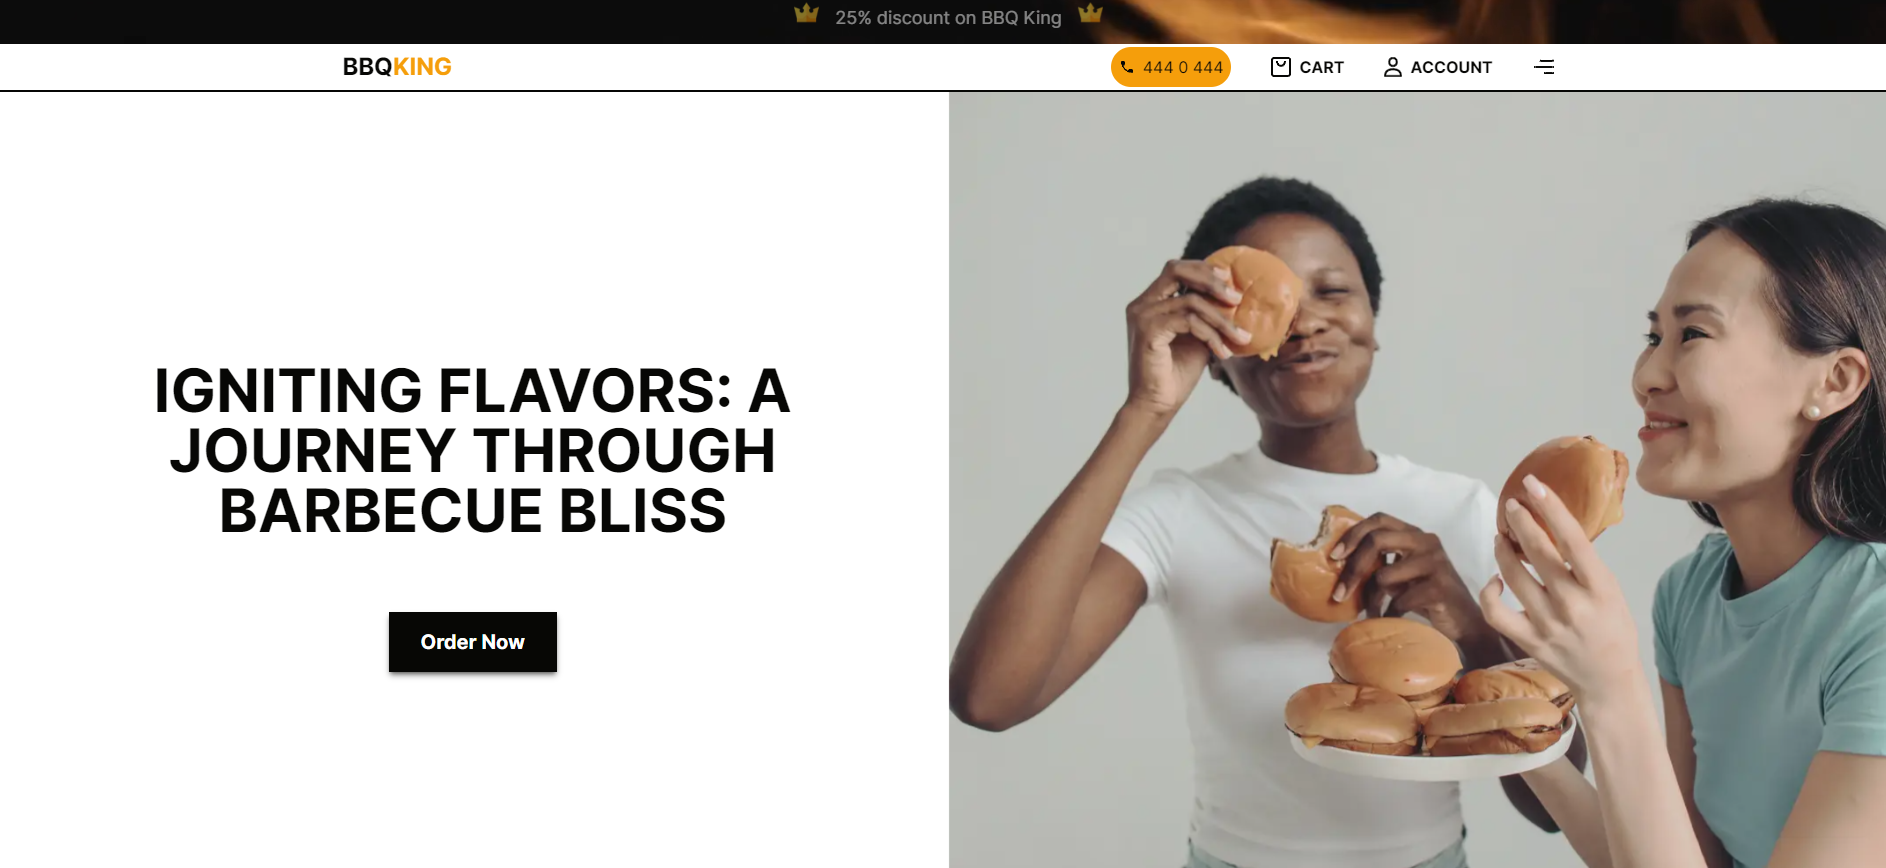 25% discount on BBQ King
BBQKING
444 0 444
CART
ACCOUNT
IGNITING FLAVORS: A
JOURNEY THROUGH
BARBECUE BLISS
Order Now